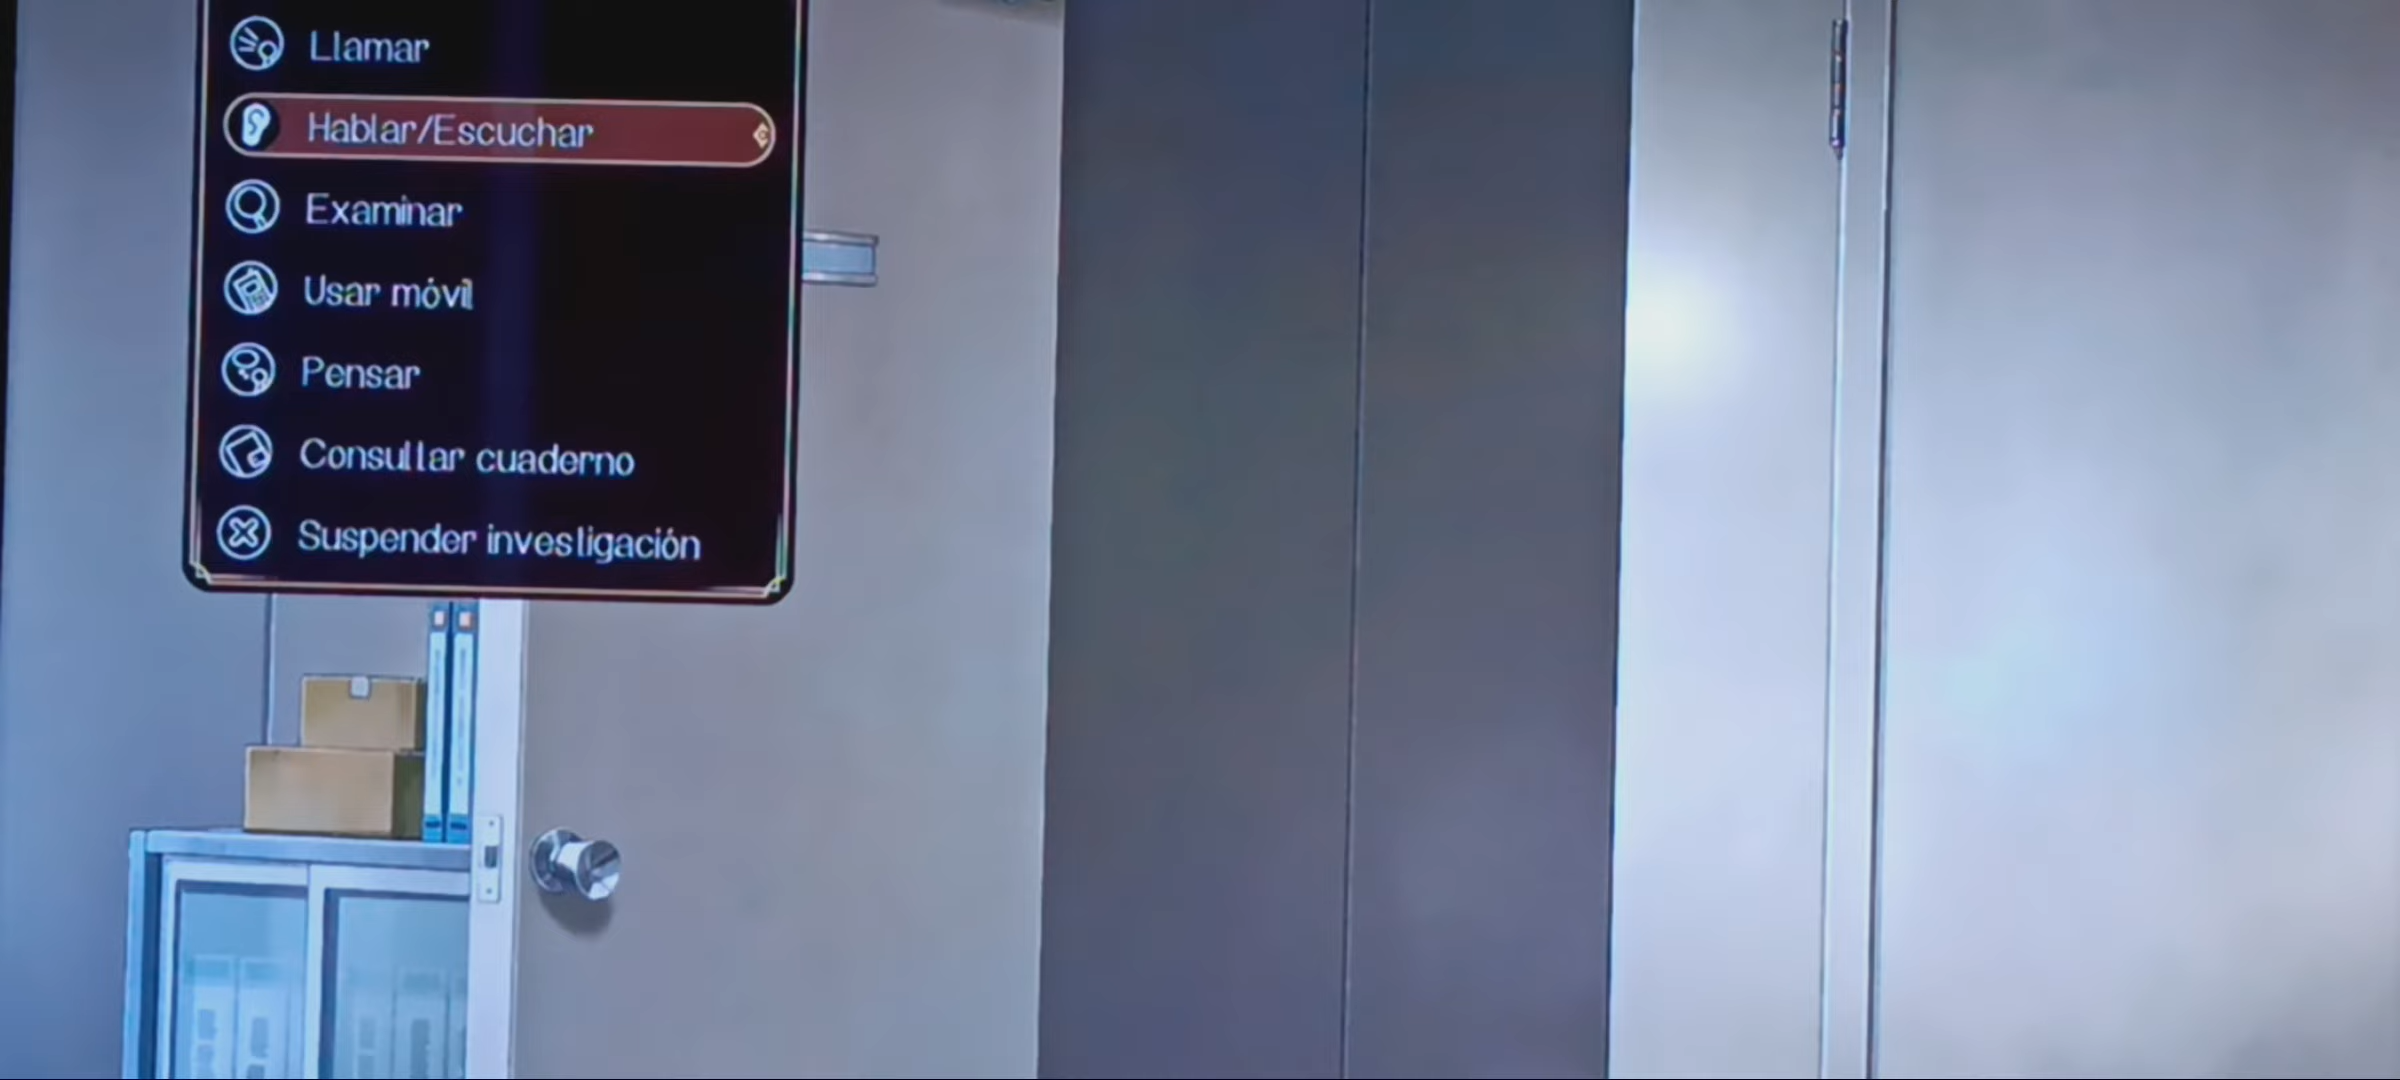 Llamar
Hablar/Escuchar
Examinar
Usar móvil
Pensar
Consultar cuaderno
Suspender investigación